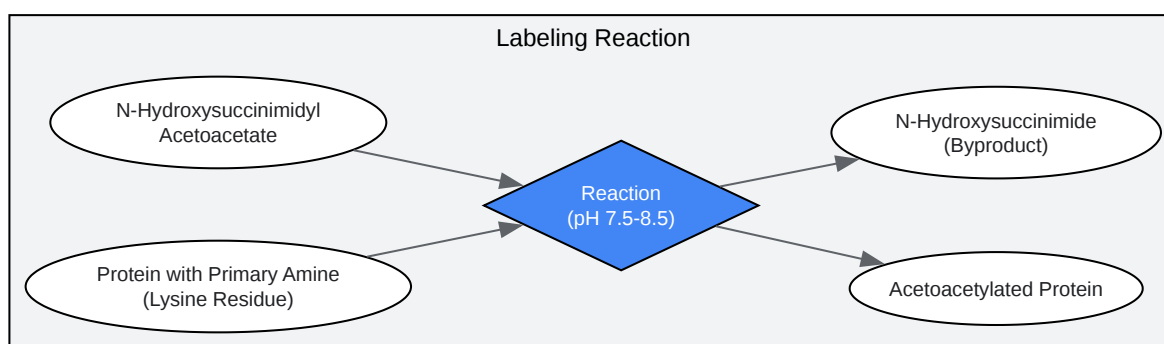 Labeling Reaction
N-Hydroxysuccinimidyl
Acetoacetate
N-Hydroxysuccinimide
(Byproduct)
Reaction
(pH 7.5-8.5)
Protein with Primary Amine
(Lysine Residue)
Acetoacetylated Protein